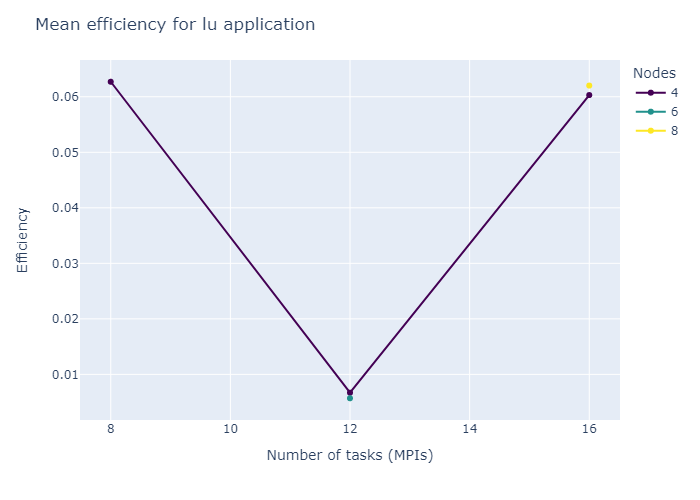 Mean efficiency for lu application
Nodes
4
6
8
0.06
0.05
0.04
0.03
0.02
0.01
Efficiency
8 10 12 14 16
Number of tasks (MPIs)